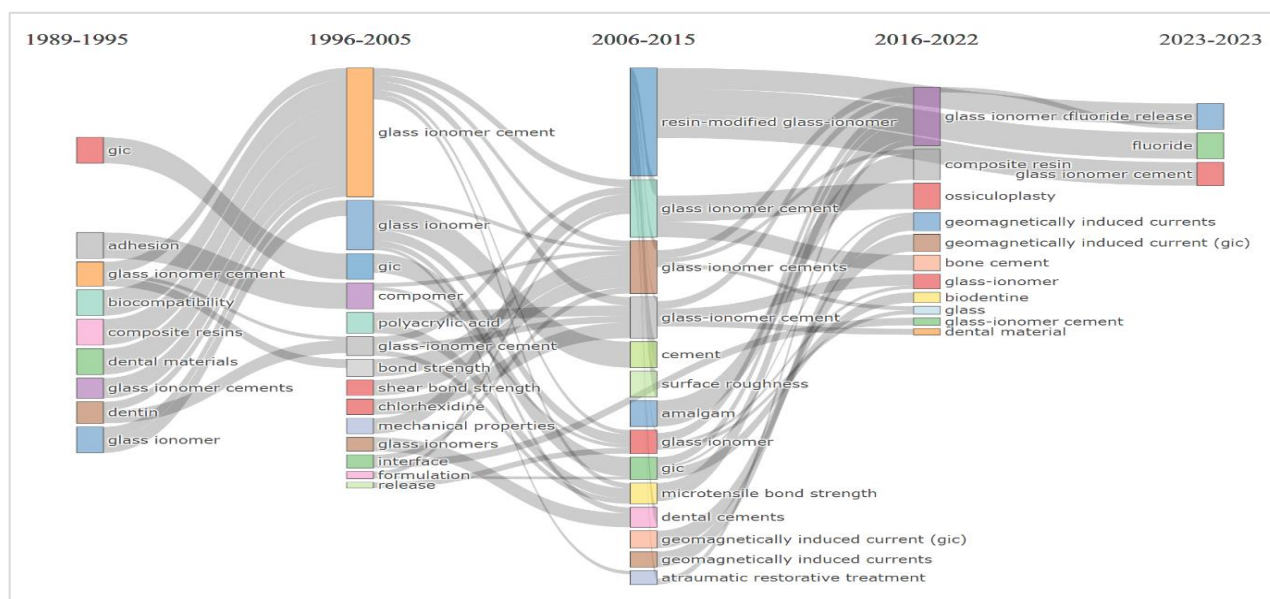 1989-1995
1996-2005
2006-2015
2016-2022
2023-2023
gic
adhesion
glass ionomer cement
biocompatibility
composite resins
dental materials
glass ionomer cements
dentin
glass ionomer
glass ionomer cement
glass ionomer
gic
compomer
polyacrylic acid
glass-ionomer cement
bond strength
shear bond strength
chlorhexidine
mechanical properties
glass ionomers
interface
formulation
release
resin-modified glass-ionomer
glass ionomer cement
glass ionomer cements
glass-ionomer cement
cement
surface roughness
amalgam
glass ionomer
gic
microtensile bond strength
dental cements
geomagnetically induced current (gic)
geomagnetically induced currents
atraumatic restorative treatment
glass ionomer
composite resin
ossiculoplasty
geomagnetically induced currents
geomagnetically induced current (gic)
bone cement
glass-ionomer
biodentine
glass
glass-ionomer cement
dental material
fluoride release
fluoride
glass ionomer cement